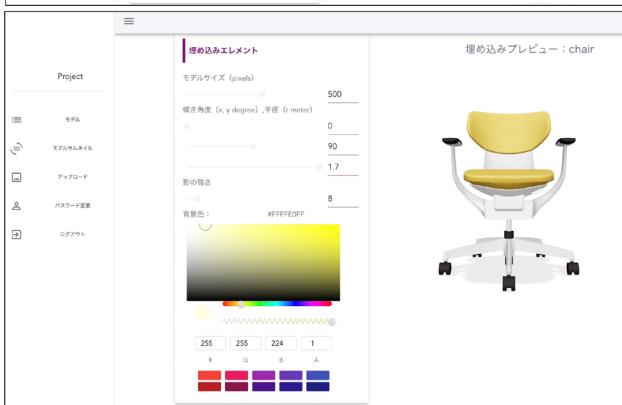 Project
モデル
モデルサムネイル
アップロード
パスワード変更
ログアウト
埋め込みエレメント
モデルサイズ (pixels)
500
傾き角度 (x, y degree) ,半径 (r meter)
0
90
1.7
影の強さ
8
背景色： #FFFFE0FF
255 255 224 1
R G B A
埋め込みプレビュー：chair